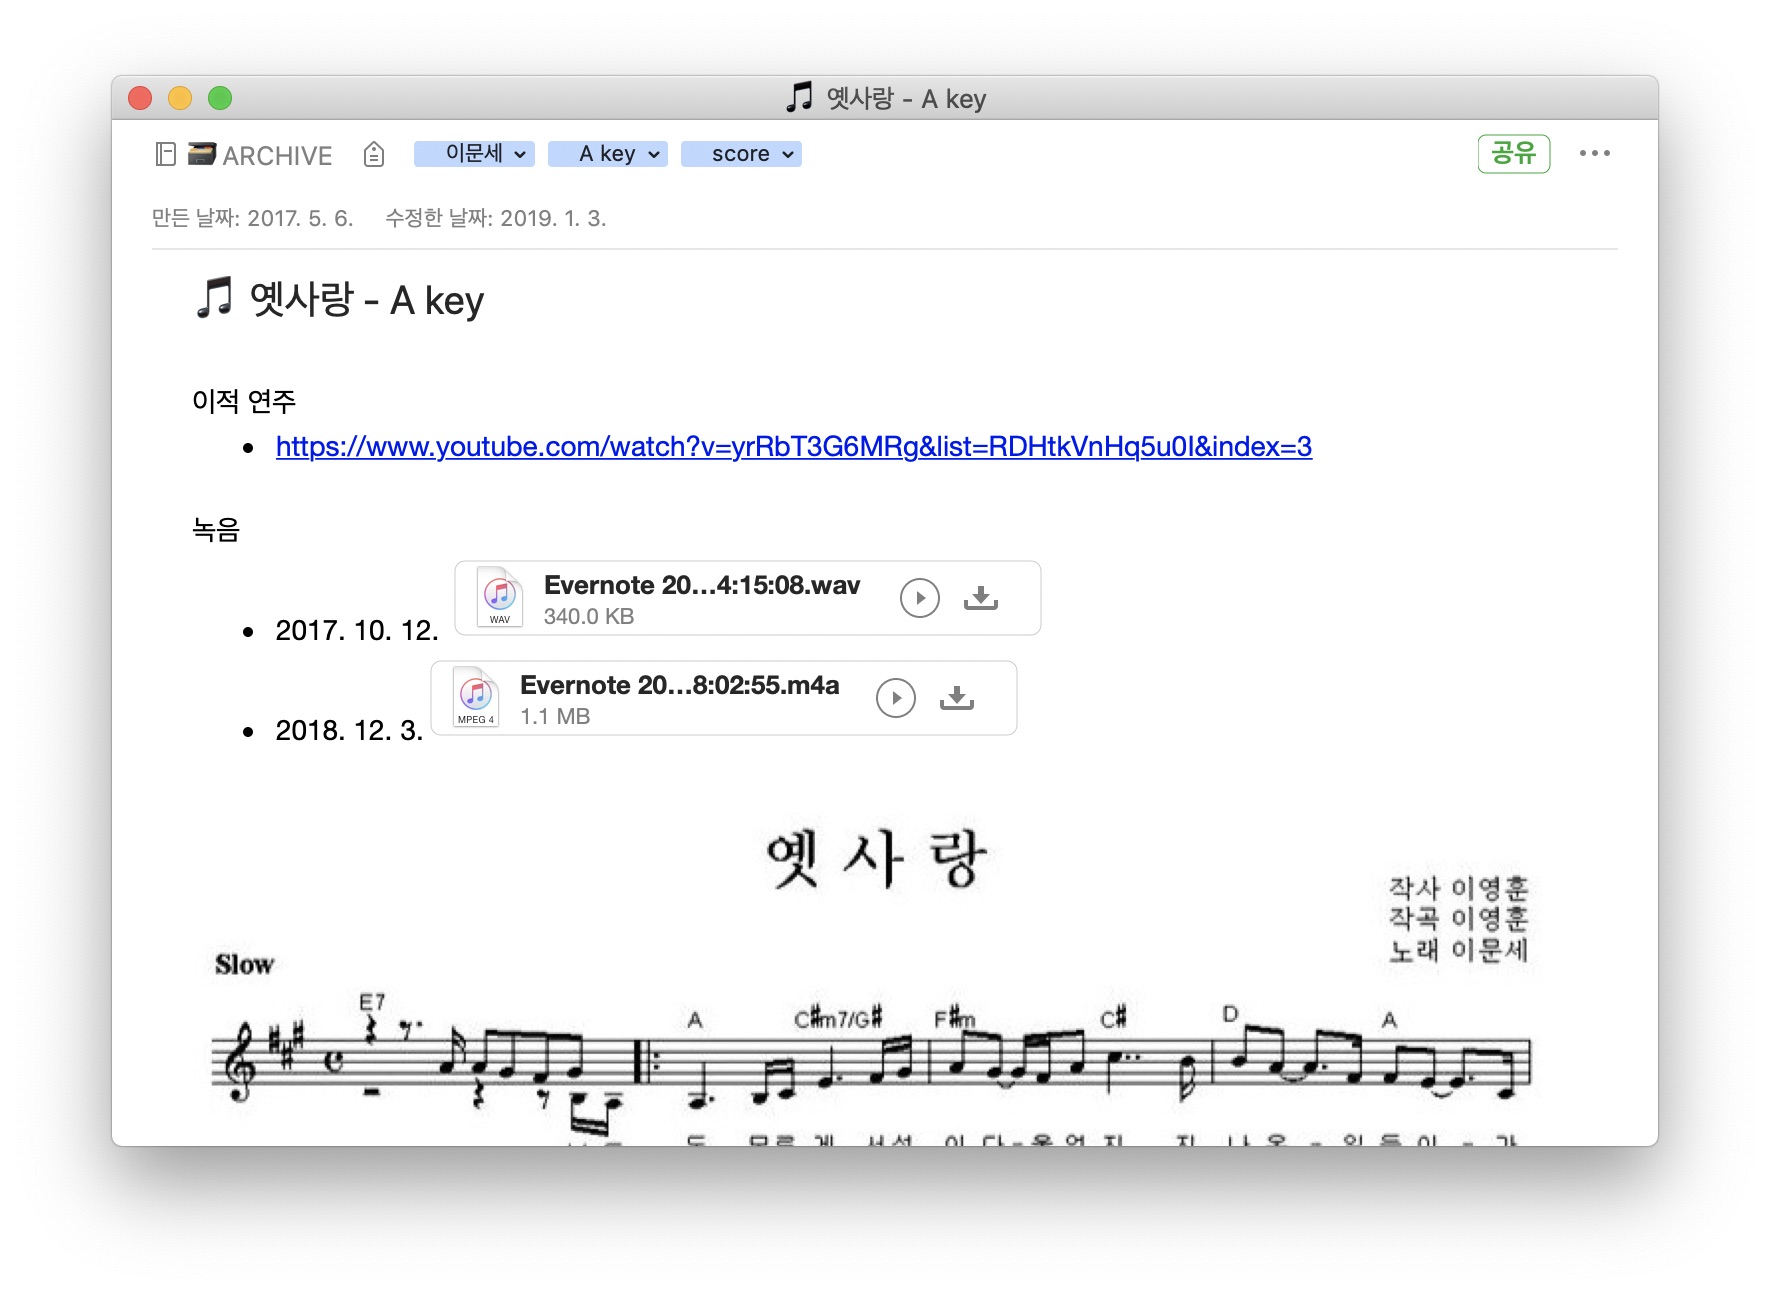 옛사랑 - A key
ARCHIVE 이문세 A key score 공유
만든 날짜: 2017. 5. 6. 수정한 날짜: 2019. 1. 3.
옛사랑 - A key
이적 연주
https://www.youtube.com/watch?v=yrRbT3G6MRg&list=RDHtkVnHq5u0I&index=3
녹음
Evernote 20...4:15:08.wav
WAV 340.0 KB
2017. 10. 12.
Evernote 20...8:02:55.m4a
MPEG 4 1.1 MB
2018. 12. 3.
옛 사 랑
작사 이영훈
작곡 이영훈
노래 이문세
Slow
E7 A C#m7/G# F#m C# D A